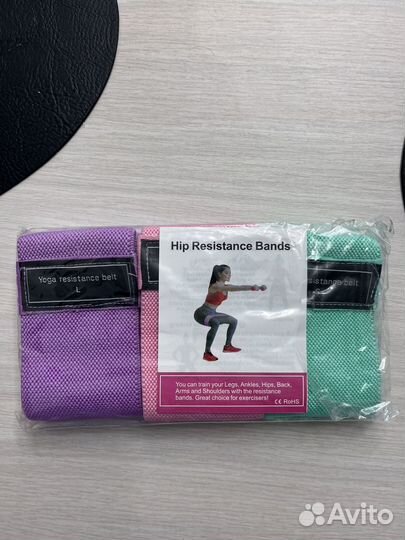 Hip Resistance Bands
Yoga resistance belt
L
resistance belt
You can train your Legs, Ankles, Hips, Back,
Arms and Shoulders with the resistance
bands. Great choice for exercisers!
CE RoHS
Avito